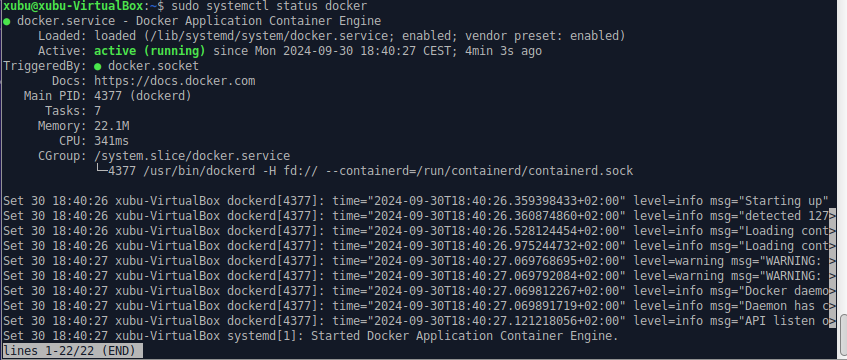 xubu@xubu-VirtualBox:~$ sudo systemctl status docker
● docker.service - Docker Application Container Engine
     Loaded: loaded (/lib/systemd/system/docker.service; enabled; vendor preset: enabled)
     Active: active (running) since Mon 2024-09-30 18:40:27 CEST; 4min 3s ago
TriggeredBy: ● docker.socket
       Docs: https://docs.docker.com
   Main PID: 4377 (dockerd)
      Tasks: 7
     Memory: 22.1M
        CPU: 341ms
     CGroup: /system.slice/docker.service
             └─4377 /usr/bin/dockerd -H fd:// --containerd=/run/containerd/containerd.sock

Set 30 18:40:26 xubu-VirtualBox dockerd[4377]: time="2024-09-30T18:40:26.359398433+02:00" level=info msg="Starting up"
Set 30 18:40:26 xubu-VirtualBox dockerd[4377]: time="2024-09-30T18:40:26.360874860+02:00" level=info msg="detected 127>
Set 30 18:40:26 xubu-VirtualBox dockerd[4377]: time="2024-09-30T18:40:26.528124454+02:00" level=info msg="Loading cont>
Set 30 18:40:26 xubu-VirtualBox dockerd[4377]: time="2024-09-30T18:40:26.975244732+02:00" level=info msg="Loading cont>
Set 30 18:40:27 xubu-VirtualBox dockerd[4377]: time="2024-09-30T18:40:27.069768695+02:00" level=warning msg="WARNING: >
Set 30 18:40:27 xubu-VirtualBox dockerd[4377]: time="2024-09-30T18:40:27.069792084+02:00" level=warning msg="WARNING: >
Set 30 18:40:27 xubu-VirtualBox dockerd[4377]: time="2024-09-30T18:40:27.069812267+02:00" level=info msg="Docker daemo>
Set 30 18:40:27 xubu-VirtualBox dockerd[4377]: time="2024-09-30T18:40:27.069891719+02:00" level=info msg="Daemon has c>
Set 30 18:40:27 xubu-VirtualBox dockerd[4377]: time="2024-09-30T18:40:27.121218056+02:00" level=info msg="API listen o>
Set 30 18:40:27 xubu-VirtualBox systemd[1]: Started Docker Application Container Engine.
lines 1-22/22 (END)